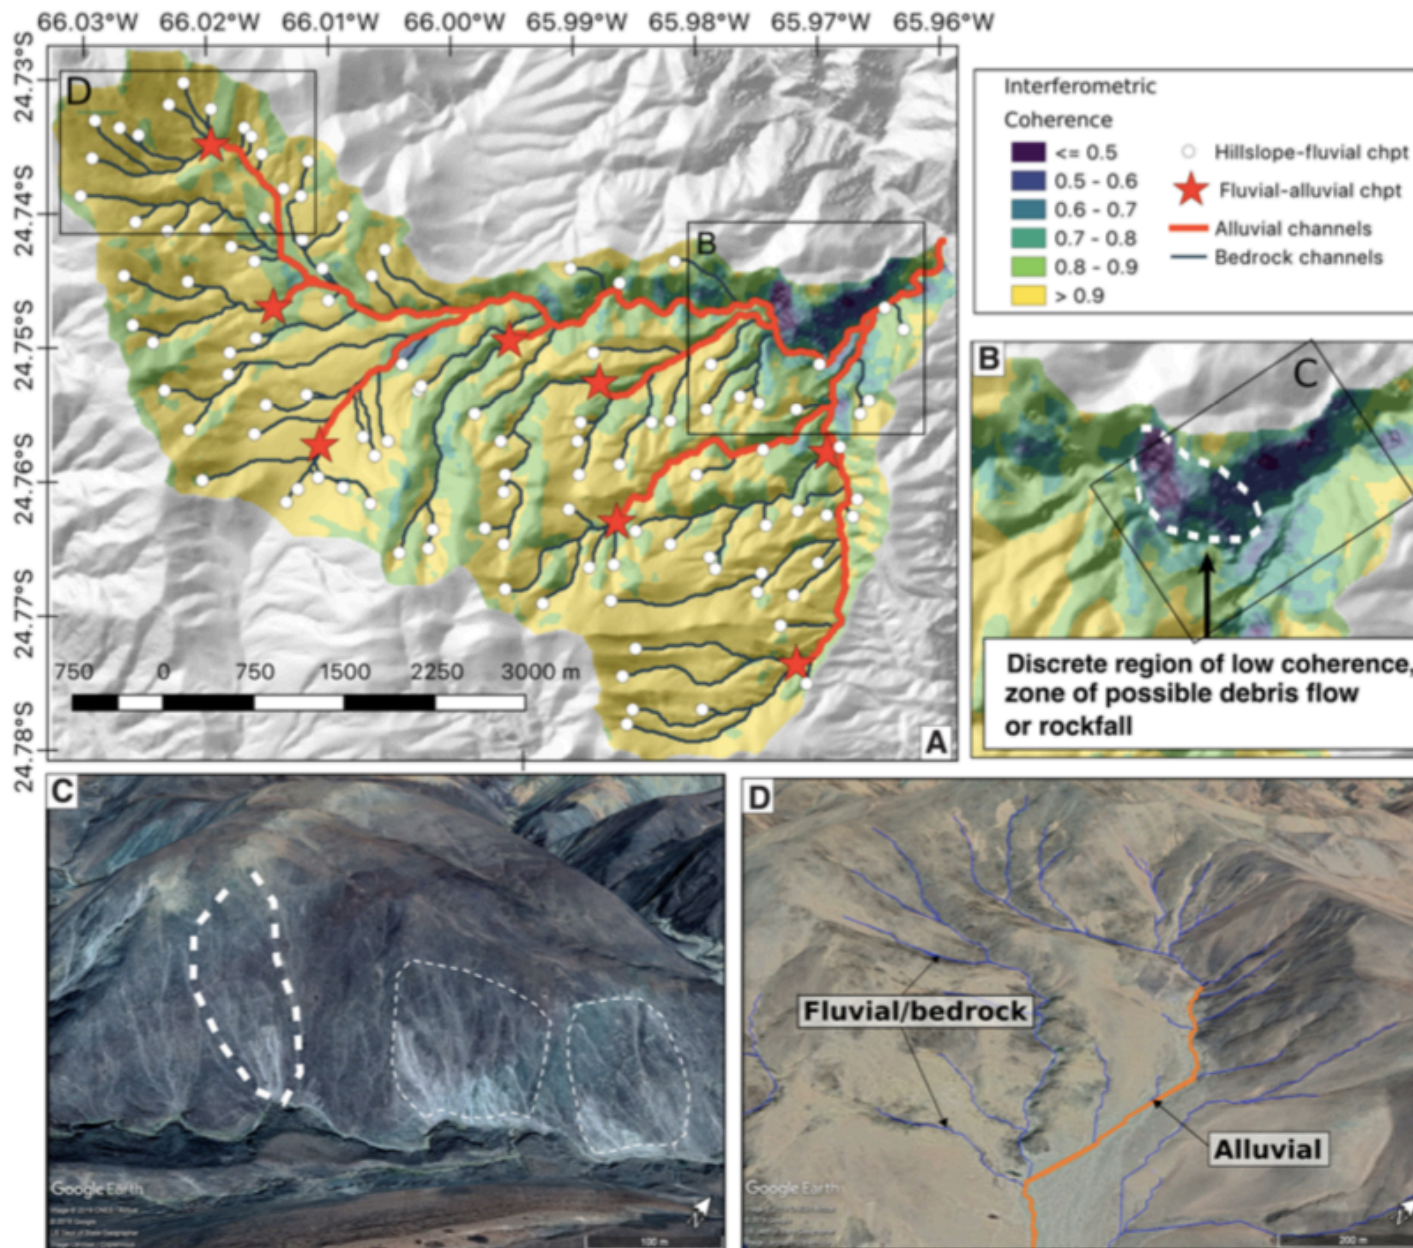 66.03°W 66.02°W 66.01°W 66.00°W 65.99°W 65.98°W 65.97°W 65.96°W
24.73°S
24.74°S
24.75°S
24.76°S
24.77°S
24.78°S
D
B
750 0 750 1500 2250 3000 m
A
Interferometric
Coherence
<= 0.5
0.5 - 0.6
0.6 - 0.7
0.7 - 0.8
0.8 - 0.9
> 0.9
Hillslope-fluvial chpt
Fluvial-alluvial chpt
Alluvial channels
Bedrock channels
B
C
Discrete region of low coherence,
zone of possible debris flow
or rockfall
C
Google Earth
100 m
D
Fluvial/bedrock
Alluvial
Google Earth
200 m